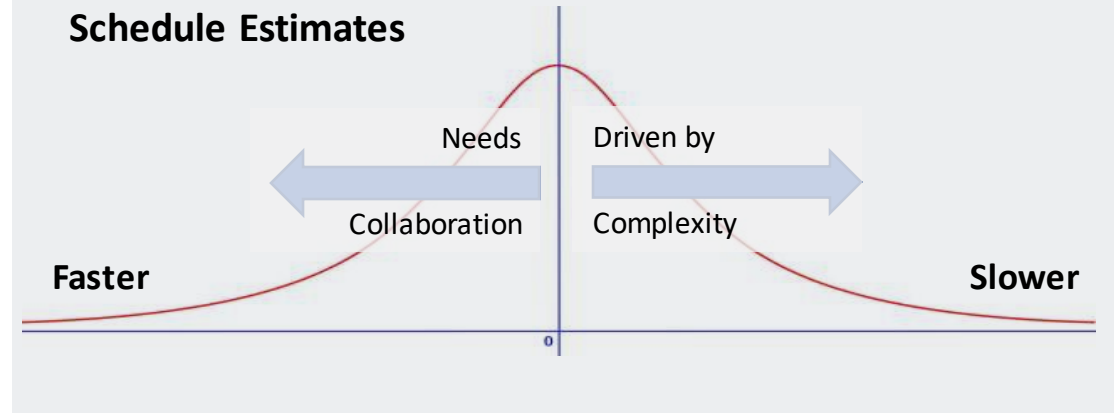 Schedule Estimates
Needs
Collaboration
Driven by
Complexity
Faster
Slower
0